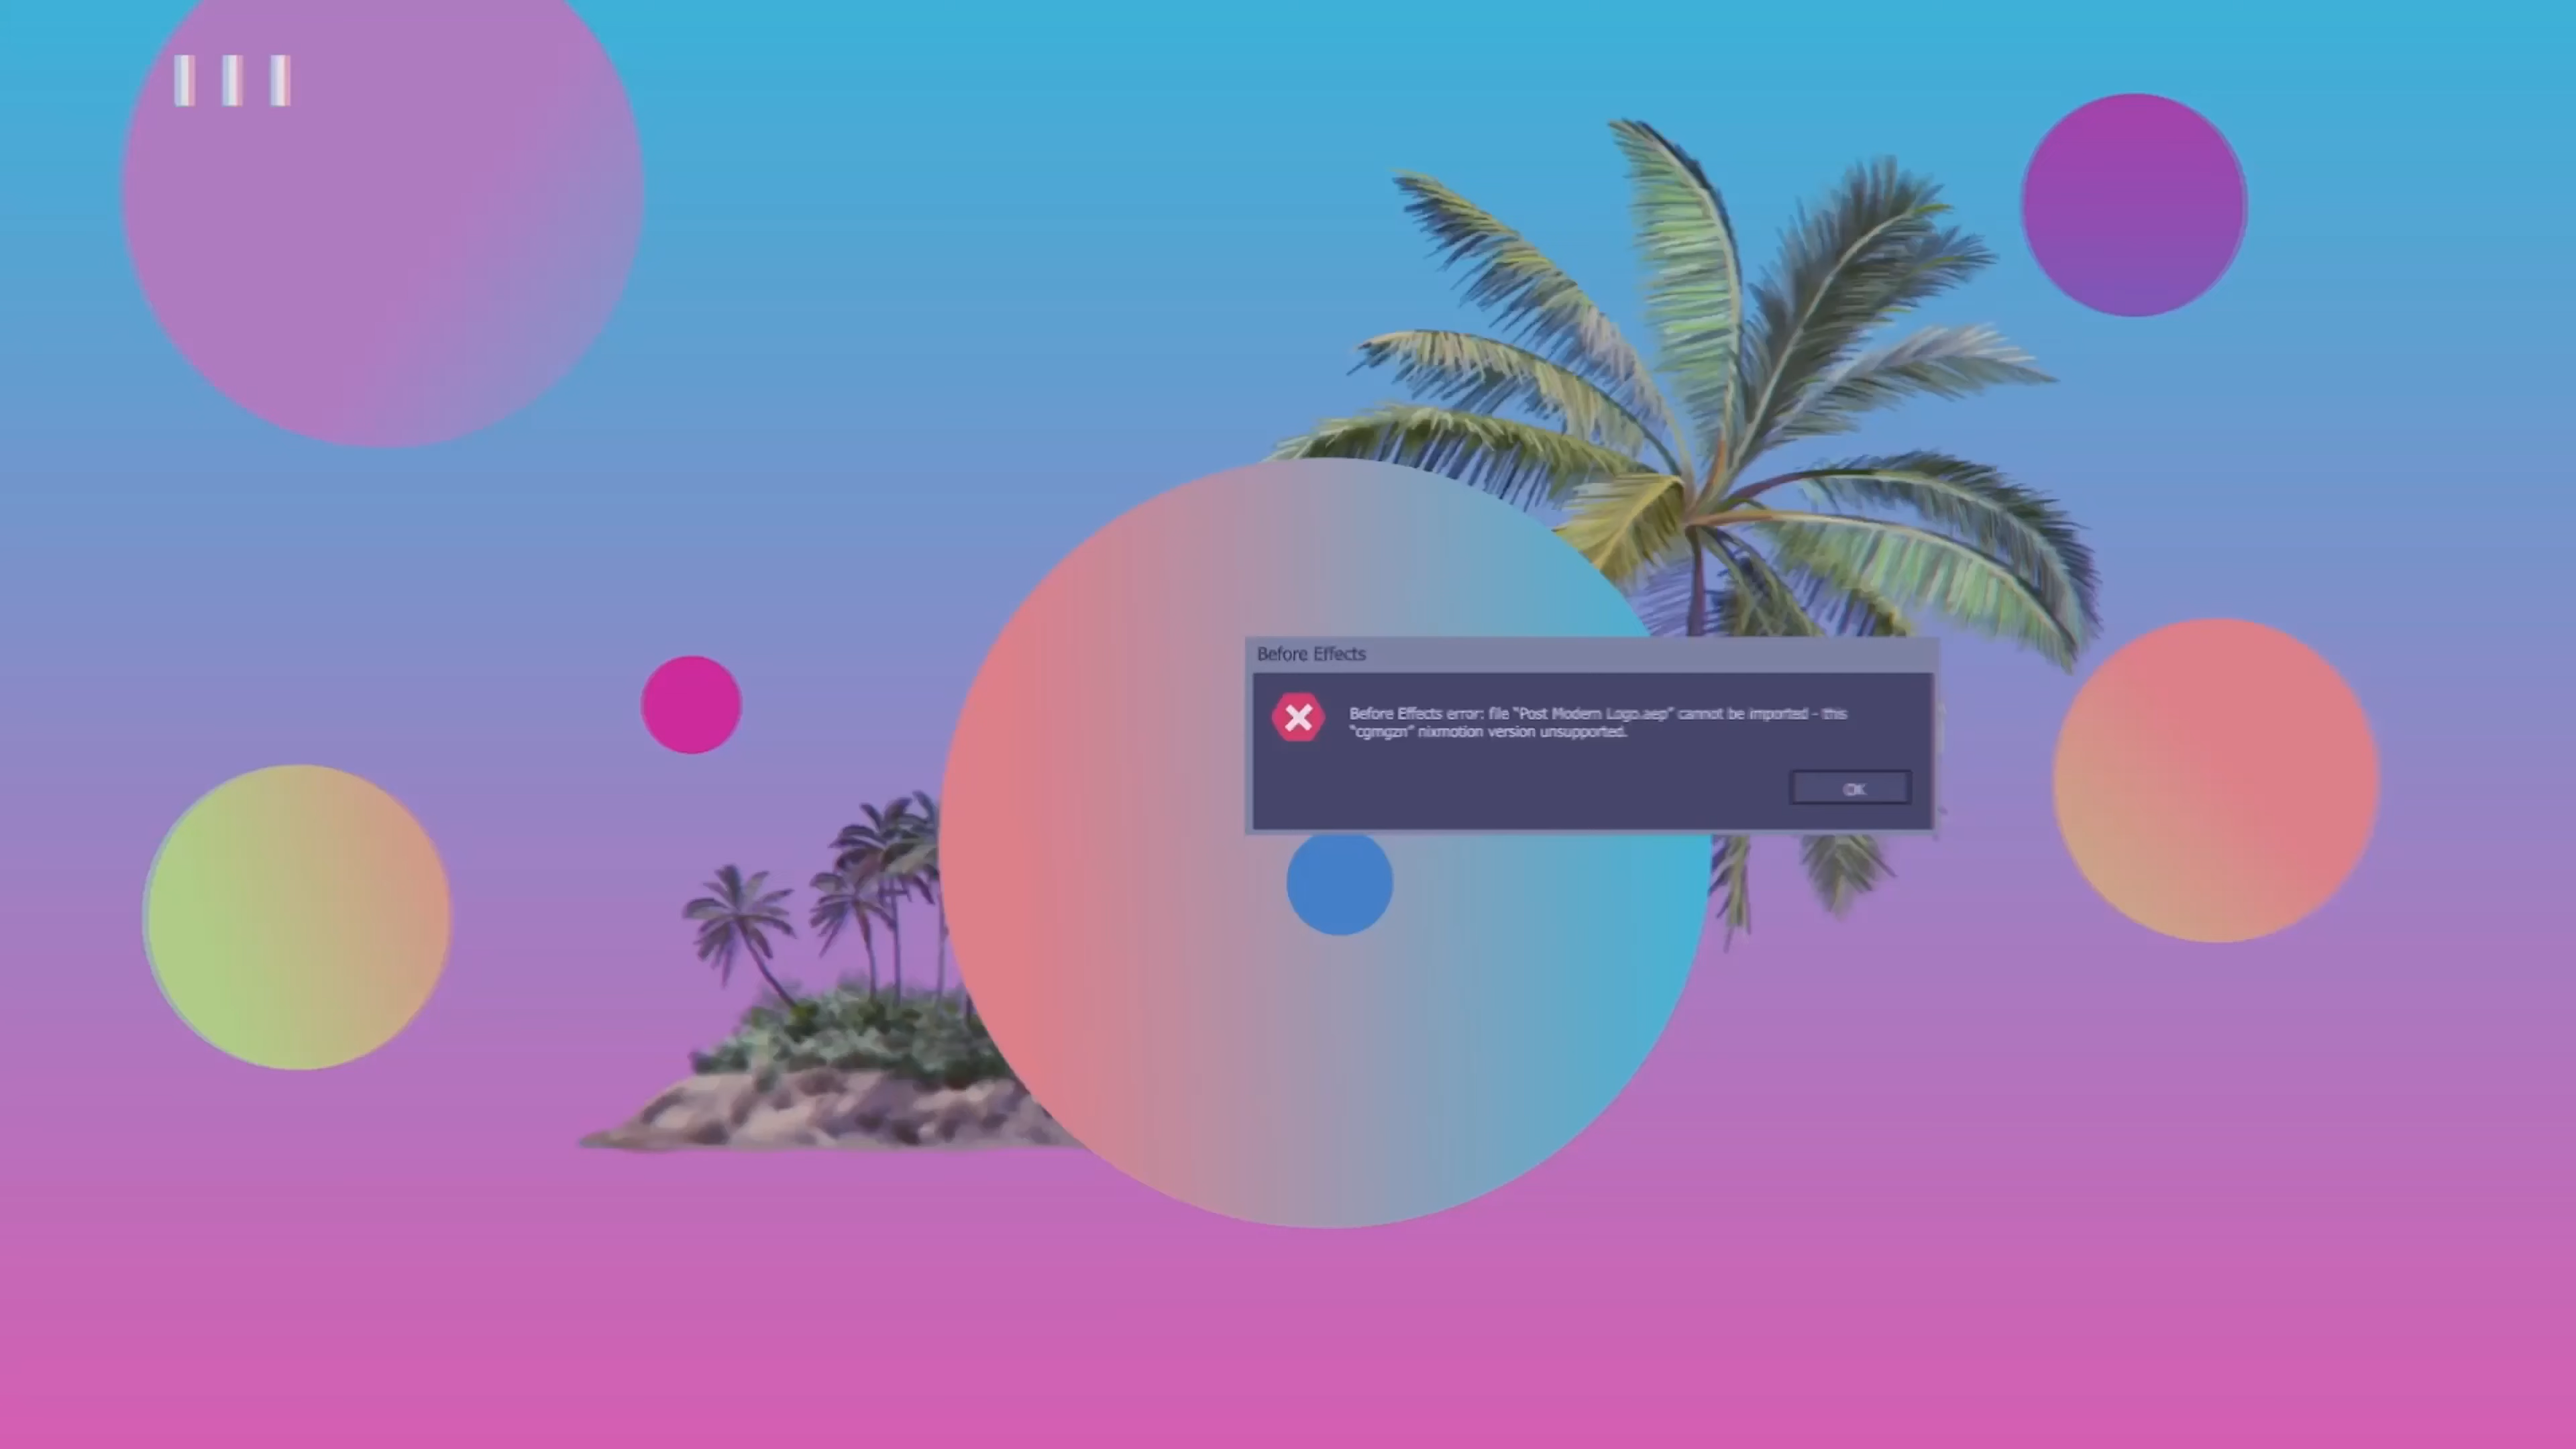 Before Effects
Before Effects error: file “Post Modern Logo.aep” cannot be imported - this
“cgmgzn” nixmotion version unsupported.
OK